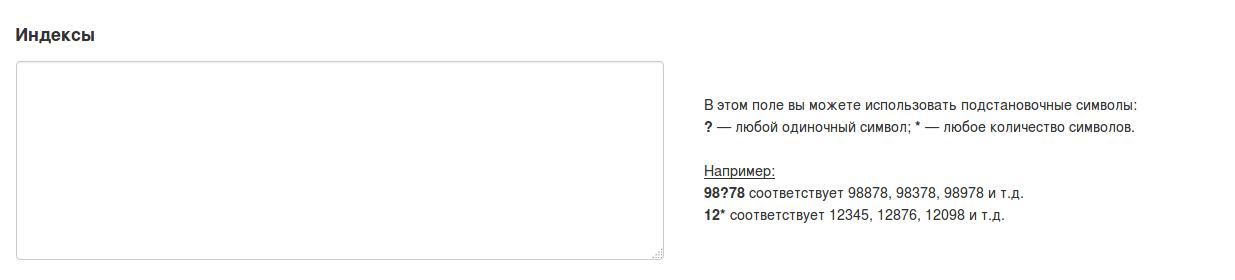 Индексы
В этом поле вы можете использовать подстановочные символы:
? — любой одиночный символ; * — любое количество символов.
Например:
98?78 соответствует 98878, 98378, 98978 и т.д.
12* соответствует 12345, 12876, 12098 и т.д.